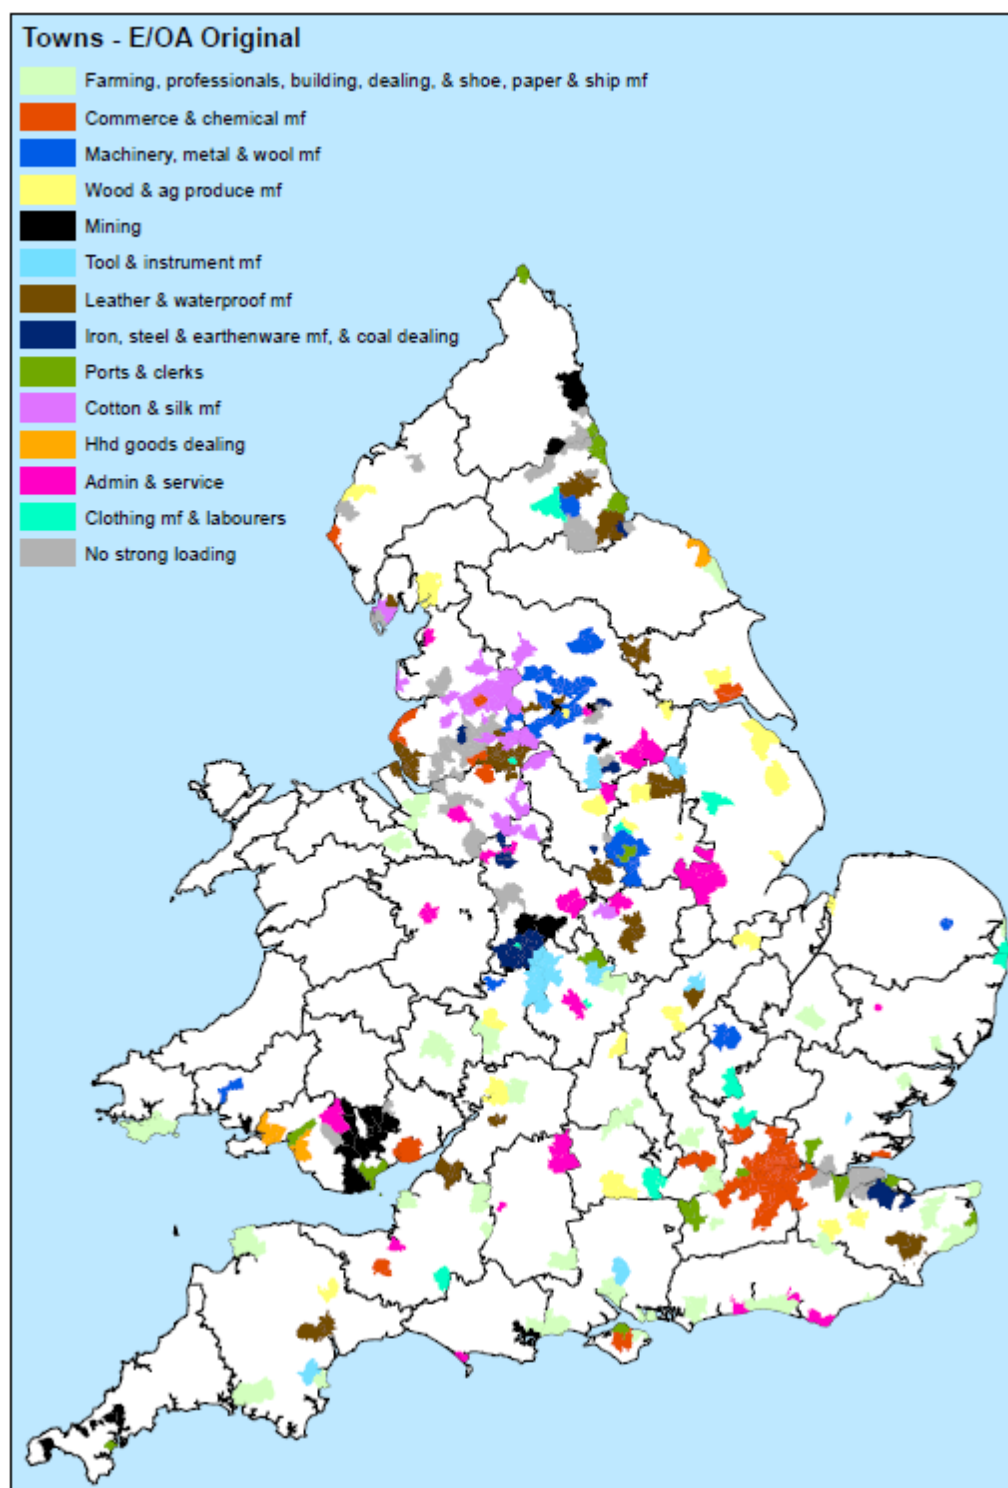 Towns - E/OA Original
Farming, professionals, building, dealing, & shoe, paper & ship mf
Commerce & chemical mf
Machinery, metal & wool mf
Wood & ag produce mf
Mining
Tool & instrument mf
Leather & waterproof mf
Iron, steel & earthenware mf, & coal dealing
Ports & clerks
Cotton & silk mf
Hhd goods dealing
Admin & service
Clothing mf & labourers
No strong loading